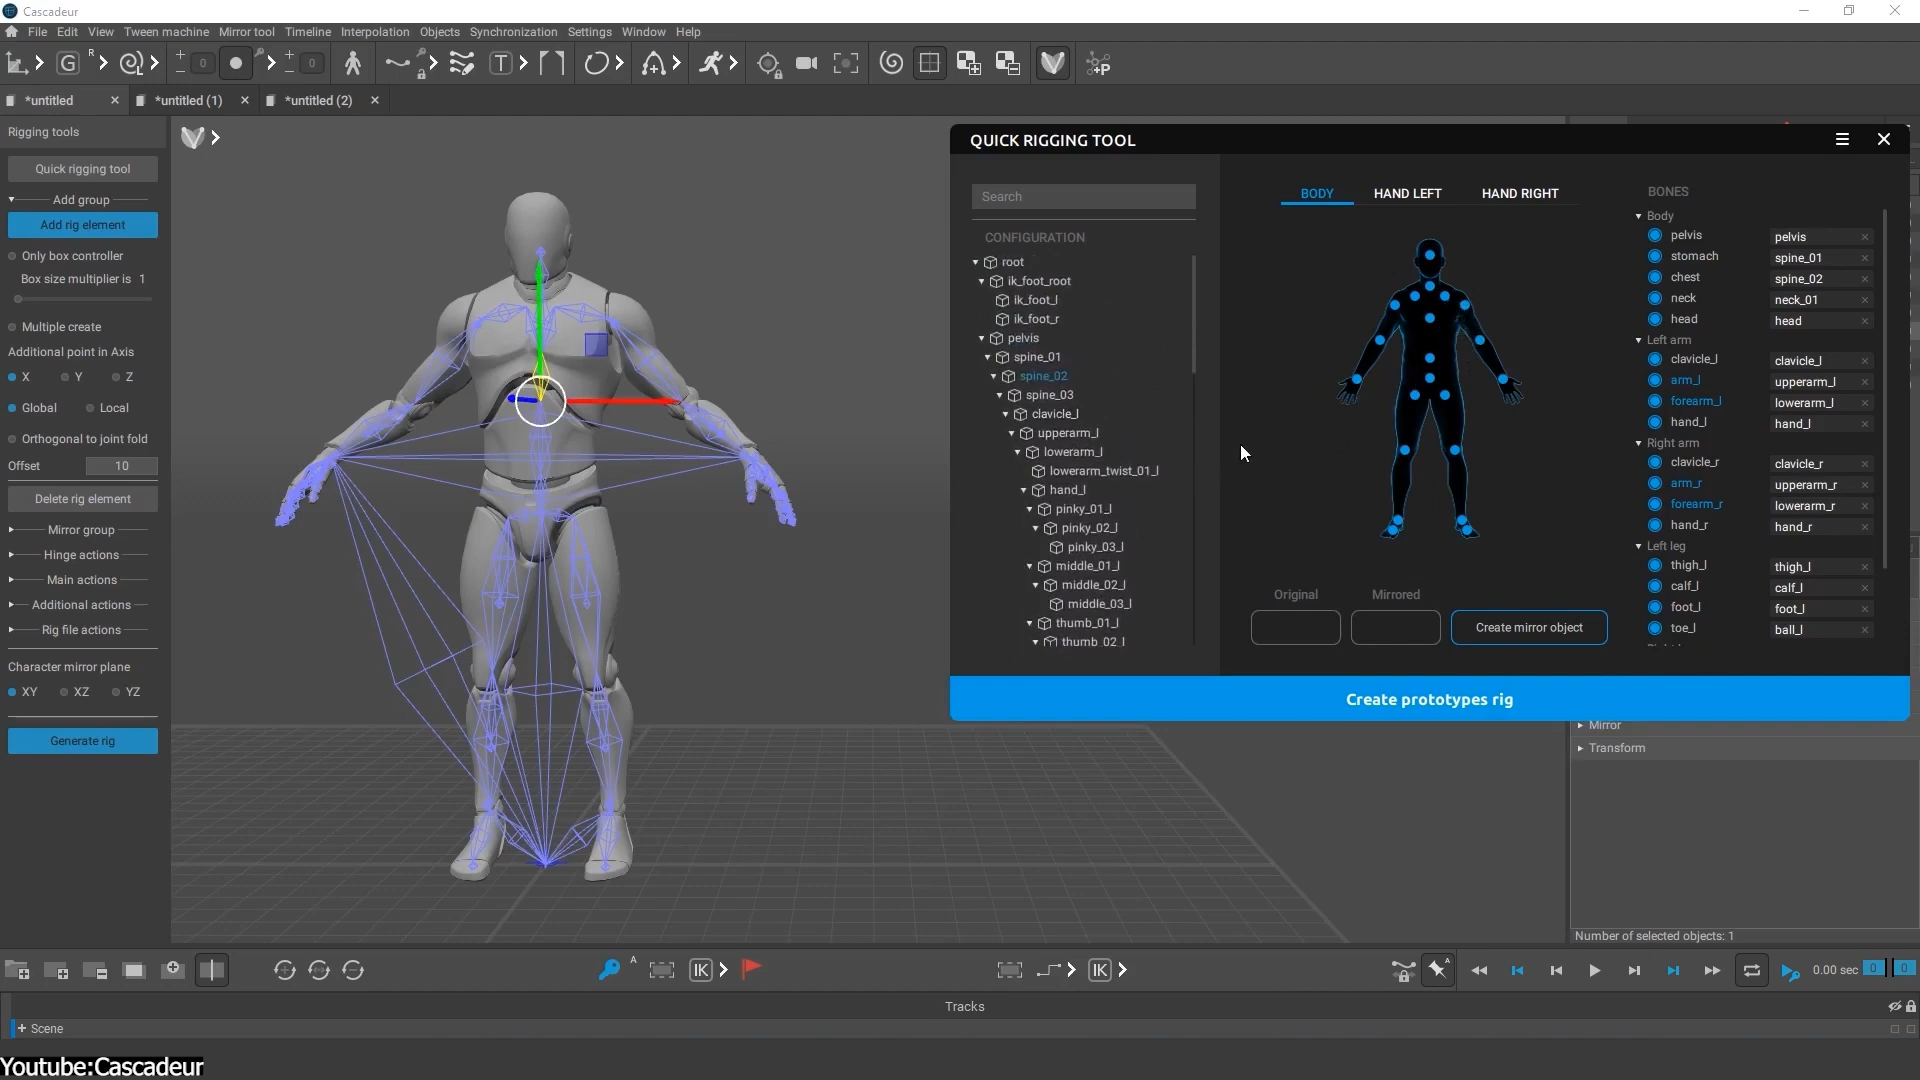 Cascadeur
File Edit View Tween machine Mirror tool Timeline Interpolation Objects Synchronization Settings Window Help
G R 0 0 T +P
*untitled *untitled (1) *untitled (2)
Rigging tools
Quick rigging tool
Add group
Add rig element
Only box controller
Box size multiplier is 1
Multiple create
Additional point in Axis
X Y Z
Global Local
Orthogonal to joint fold
Offset 10
Delete rig element
Mirror group
Hinge actions
Main actions
Additional actions
Rig file actions
Character mirror plane
XY XZ YZ
Generate rig
QUICK RIGGING TOOL
Search
CONFIGURATION
root
ik_foot_root
ik_foot_l
ik_foot_r
pelvis
spine_01
spine_02
spine_03
clavicle_l
upperarm_l
lowerarm_l
lowerarm_twist_01_l
hand_l
pinky_01_l
pinky_02_l
pinky_03_l
middle_01_l
middle_02_l
middle_03_l
thumb_01_l
thumb_02_l
BODY HAND LEFT HAND RIGHT
Original Mirrored
Create mirror object
BONES
Body
pelvis pelvis
stomach spine_01
chest spine_02
neck neck_01
head head
Left arm
clavicle_l clavicle_l
arm_l upperarm_l
forearm_l lowerarm_l
hand_l hand_l
Right arm
clavicle_r clavicle_r
arm_r upperarm_r
forearm_r lowerarm_r
hand_r hand_r
Left leg
thigh_l thigh_l
calf_l calf_l
foot_l foot_l
toe_l ball_l
Create prototypes rig
Mirror
Transform
Number of selected objects: 1
A IK IK A 0.00 sec 0 0
Tracks
+ Scene
Youtube:Cascadeur